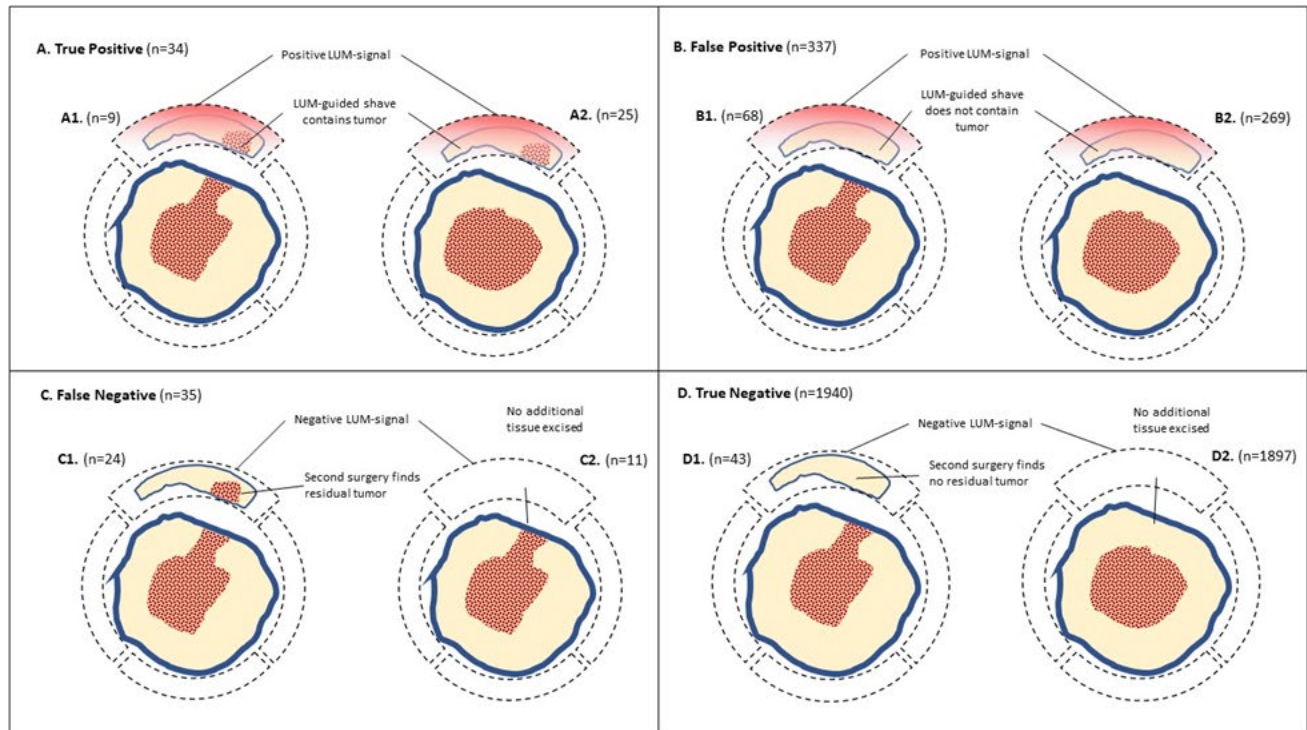 A. True Positive (n=34)
Positive LUM-signal
LUM-guided shave
contains tumor
A1. (n=9)
A2. (n=25)
B. False Positive (n=337)
Positive LUM-signal
LUM-guided shave
does not contain
tumor
B1. (n=68)
B2. (n=269)
C. False Negative (n=35)
Negative LUM-signal
No additional
tissue excised
C1. (n=24)
C2. (n=11)
Second surgery finds
residual tumor
D. True Negative (n=1940)
Negative LUM-signal
No additional
tissue excised
D1. (n=43)
D2. (n=1897)
Second surgery finds
no residual tumor